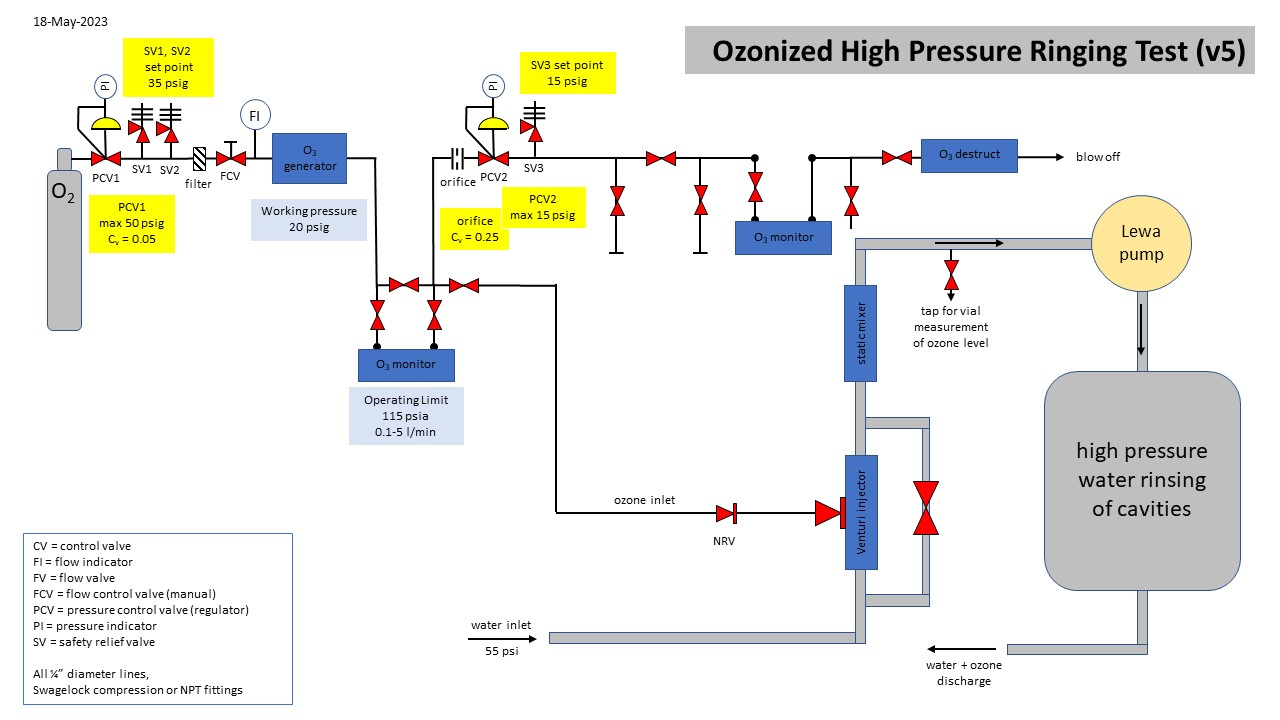 18-May-2023
Ozonized High Pressure Ringing Test (v5)
SV1, SV2
set point
35 psig
SV3 set point
15 psig
PI
PI
FI
O2
PCV1
SV1
SV2
filter
FCV
O3
generator
orifice
PCV2
SV3
O3 destruct
blow off
PCV1
max 50 psig
Cv = 0.05
Working pressure
20 psig
orifice
Cv = 0.25
PCV2
max 15 psig
O3 monitor
Lewa
pump
tap for vial
measurement
of ozone level
static mixer
O3 monitor
Operating Limit
115 psia
0.1-5 l/min
high pressure
water rinsing
of cavities
ozone inlet
NRV
Venturi injector
water inlet
55 psi
water + ozone
discharge
CV = control valve
FI = flow indicator
FV = flow valve
FCV = flow control valve (manual)
PCV = pressure control valve (regulator)
PI = pressure indicator
SV = safety relief valve
All ¼” diameter lines,
Swagelock compression or NPT fittings